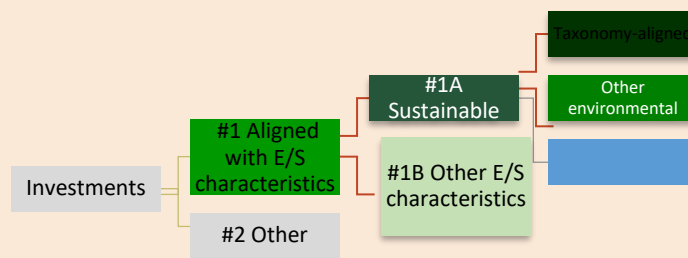 Taxonomy-aligned
#1A
Sustainable
Other
environmental
#1 Aligned
with E/S
characteristics
#1B Other E/S
characteristics
Investments
#2 Other